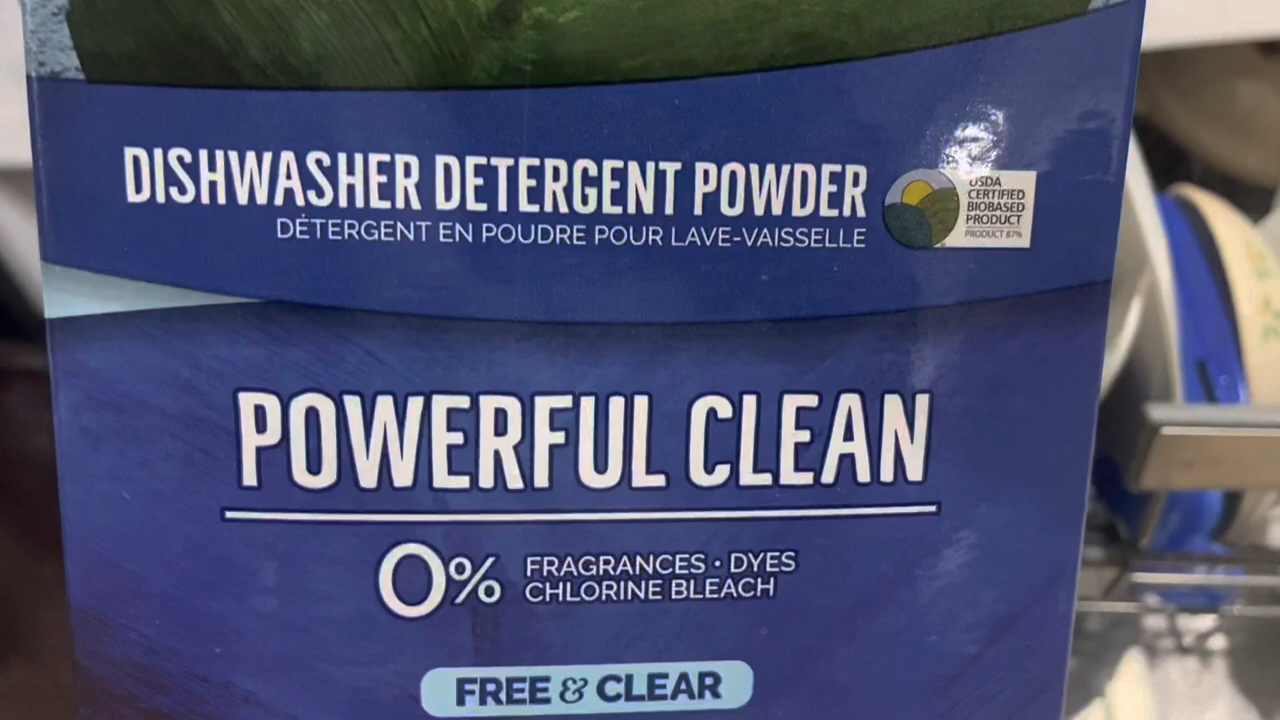 DISHWASHER DETERGENT POWDER
DÉTERGENT EN POUDRE POUR LAVE-VAISSELLE
USDA
CERTIFIED
BIOBASED
PRODUCT
PRODUCT 87%
POWERFUL CLEAN
0% FRAGRANCES • DYES
CHLORINE BLEACH
FREE & CLEAR